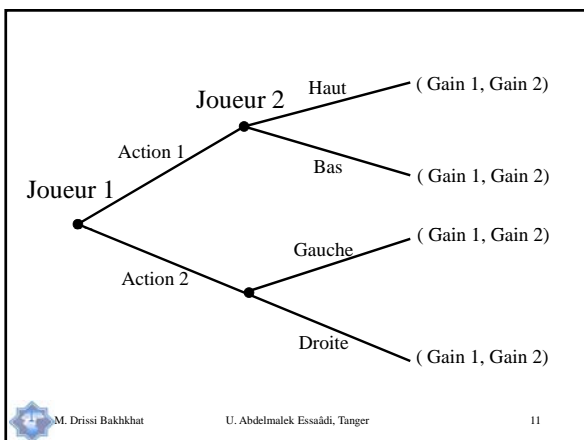 Haut
( Gain 1, Gain 2)
Joueur 2
Action 1
Bas
( Gain 1, Gain 2)
Joueur 1
( Gain 1, Gain 2)
Gauche
Action 2
Droite
( Gain 1, Gain 2)
M. Drissi Bakhkhat U. Abdelmalek Essaâdi, Tanger 11